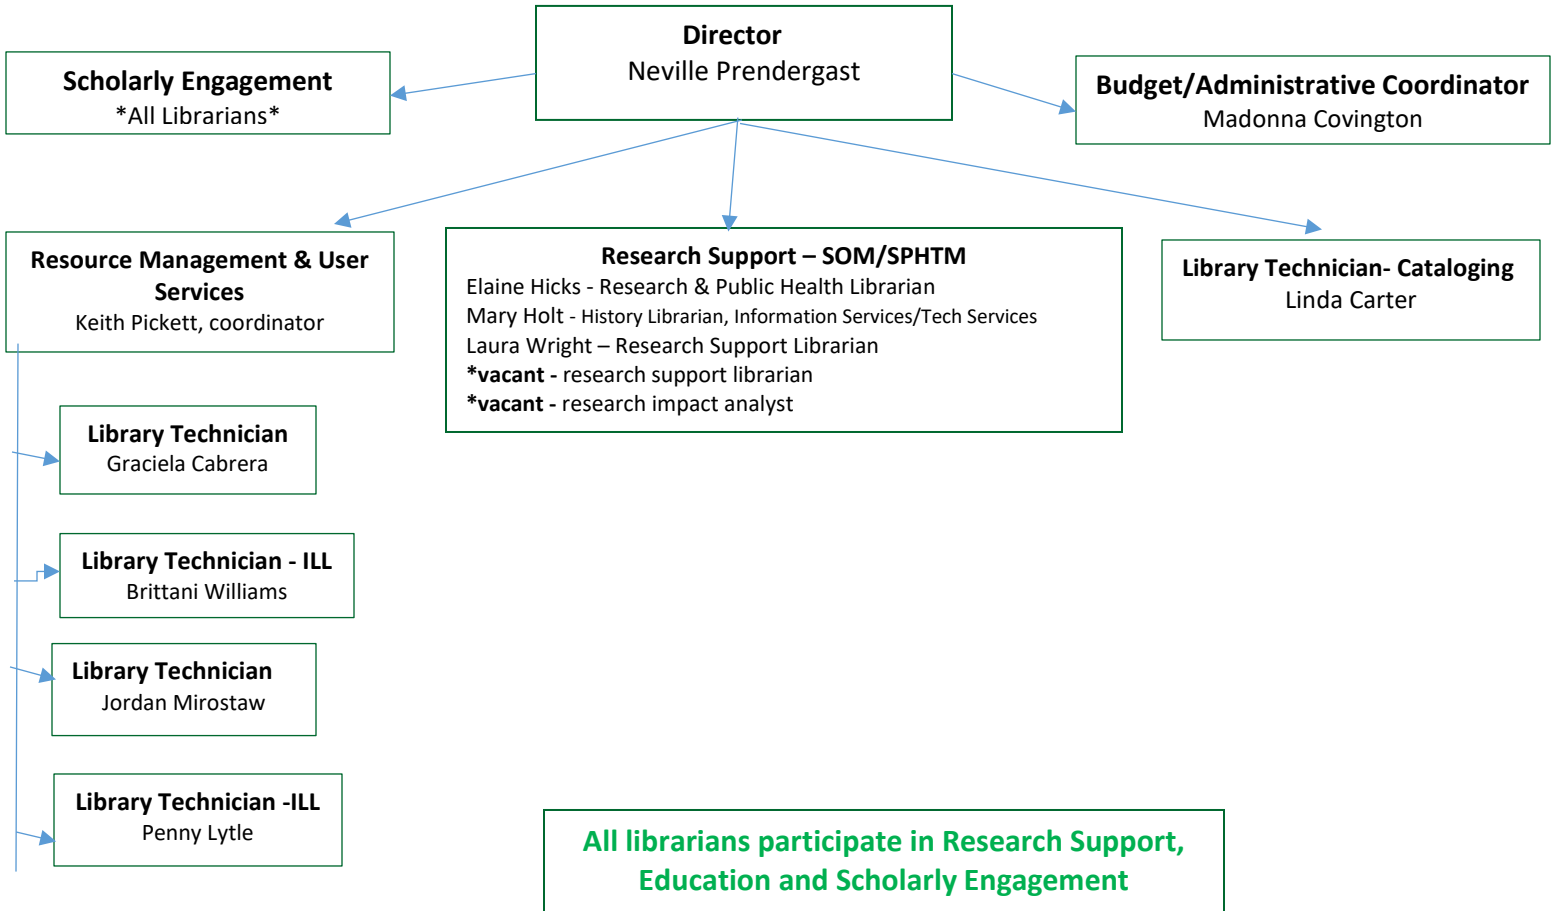 Director
Neville Prendergast
Scholarly Engagement
*All Librarians*
Budget/Administrative Coordinator
Madonna Covington
Resource Management & User
Services
Keith Pickett, coordinator
Research Support – SOM/SPHTM
Elaine Hicks - Research & Public Health Librarian
Mary Holt - History Librarian, Information Services/Tech Services
Laura Wright – Research Support Librarian
*vacant - research support librarian
*vacant - research impact analyst
Library Technician- Cataloging
Linda Carter
Library Technician
Graciela Cabrera
Library Technician - ILL
Brittani Williams
Library Technician
Jordan Mirostaw
Library Technician -ILL
Penny Lytle
All librarians participate in Research Support,
Education and Scholarly Engagement